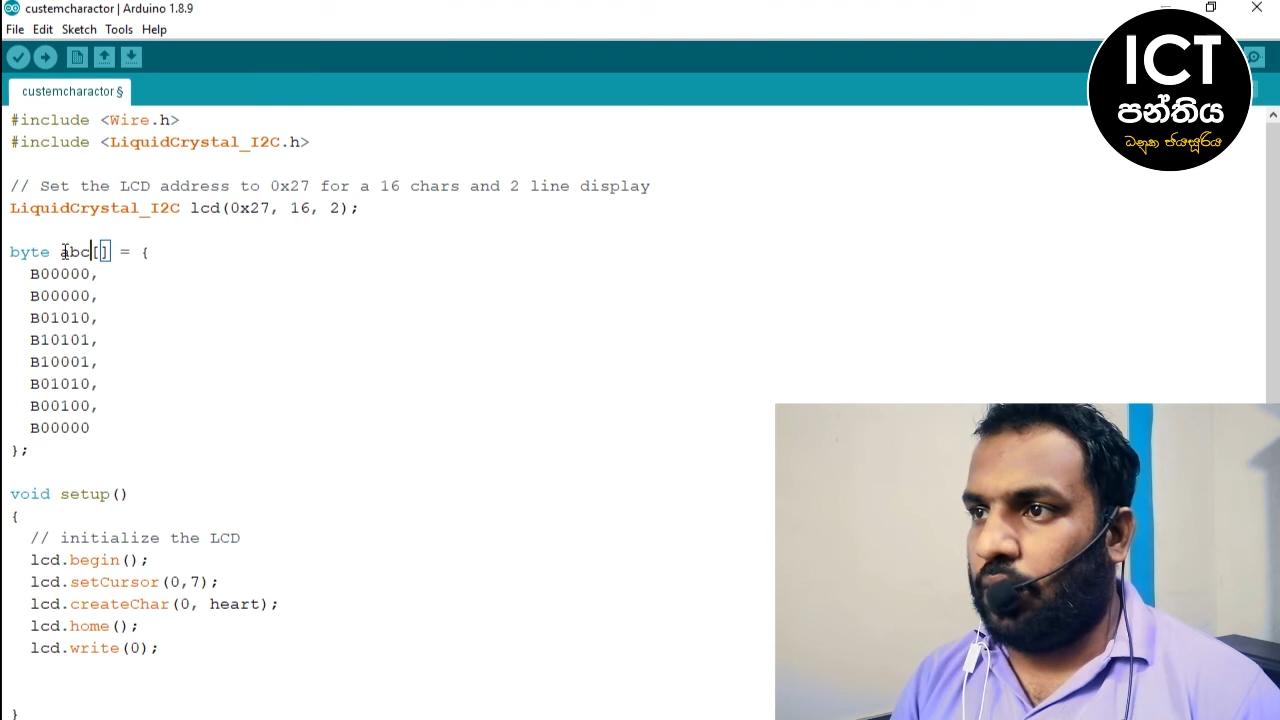 custemcharactor | Arduino 1.8.9
File Edit Sketch Tools Help
ICT
පන්තිය
ධනුක ජයසූරිය
custemcharactor §
#include <Wire.h>
#include <LiquidCrystal_I2C.h>
// Set the LCD address to 0x27 for a 16 chars and 2 line display
LiquidCrystal_I2C lcd(0x27, 16, 2);
byte abc[] = {
B00000,
B00000,
B01010,
B10101,
B10001,
B01010,
B00100,
B00000
};
void setup()
{
// initialize the LCD
lcd.begin();
lcd.setCursor(0,7);
lcd.createChar(0, heart);
lcd.home();
lcd.write(0);
}